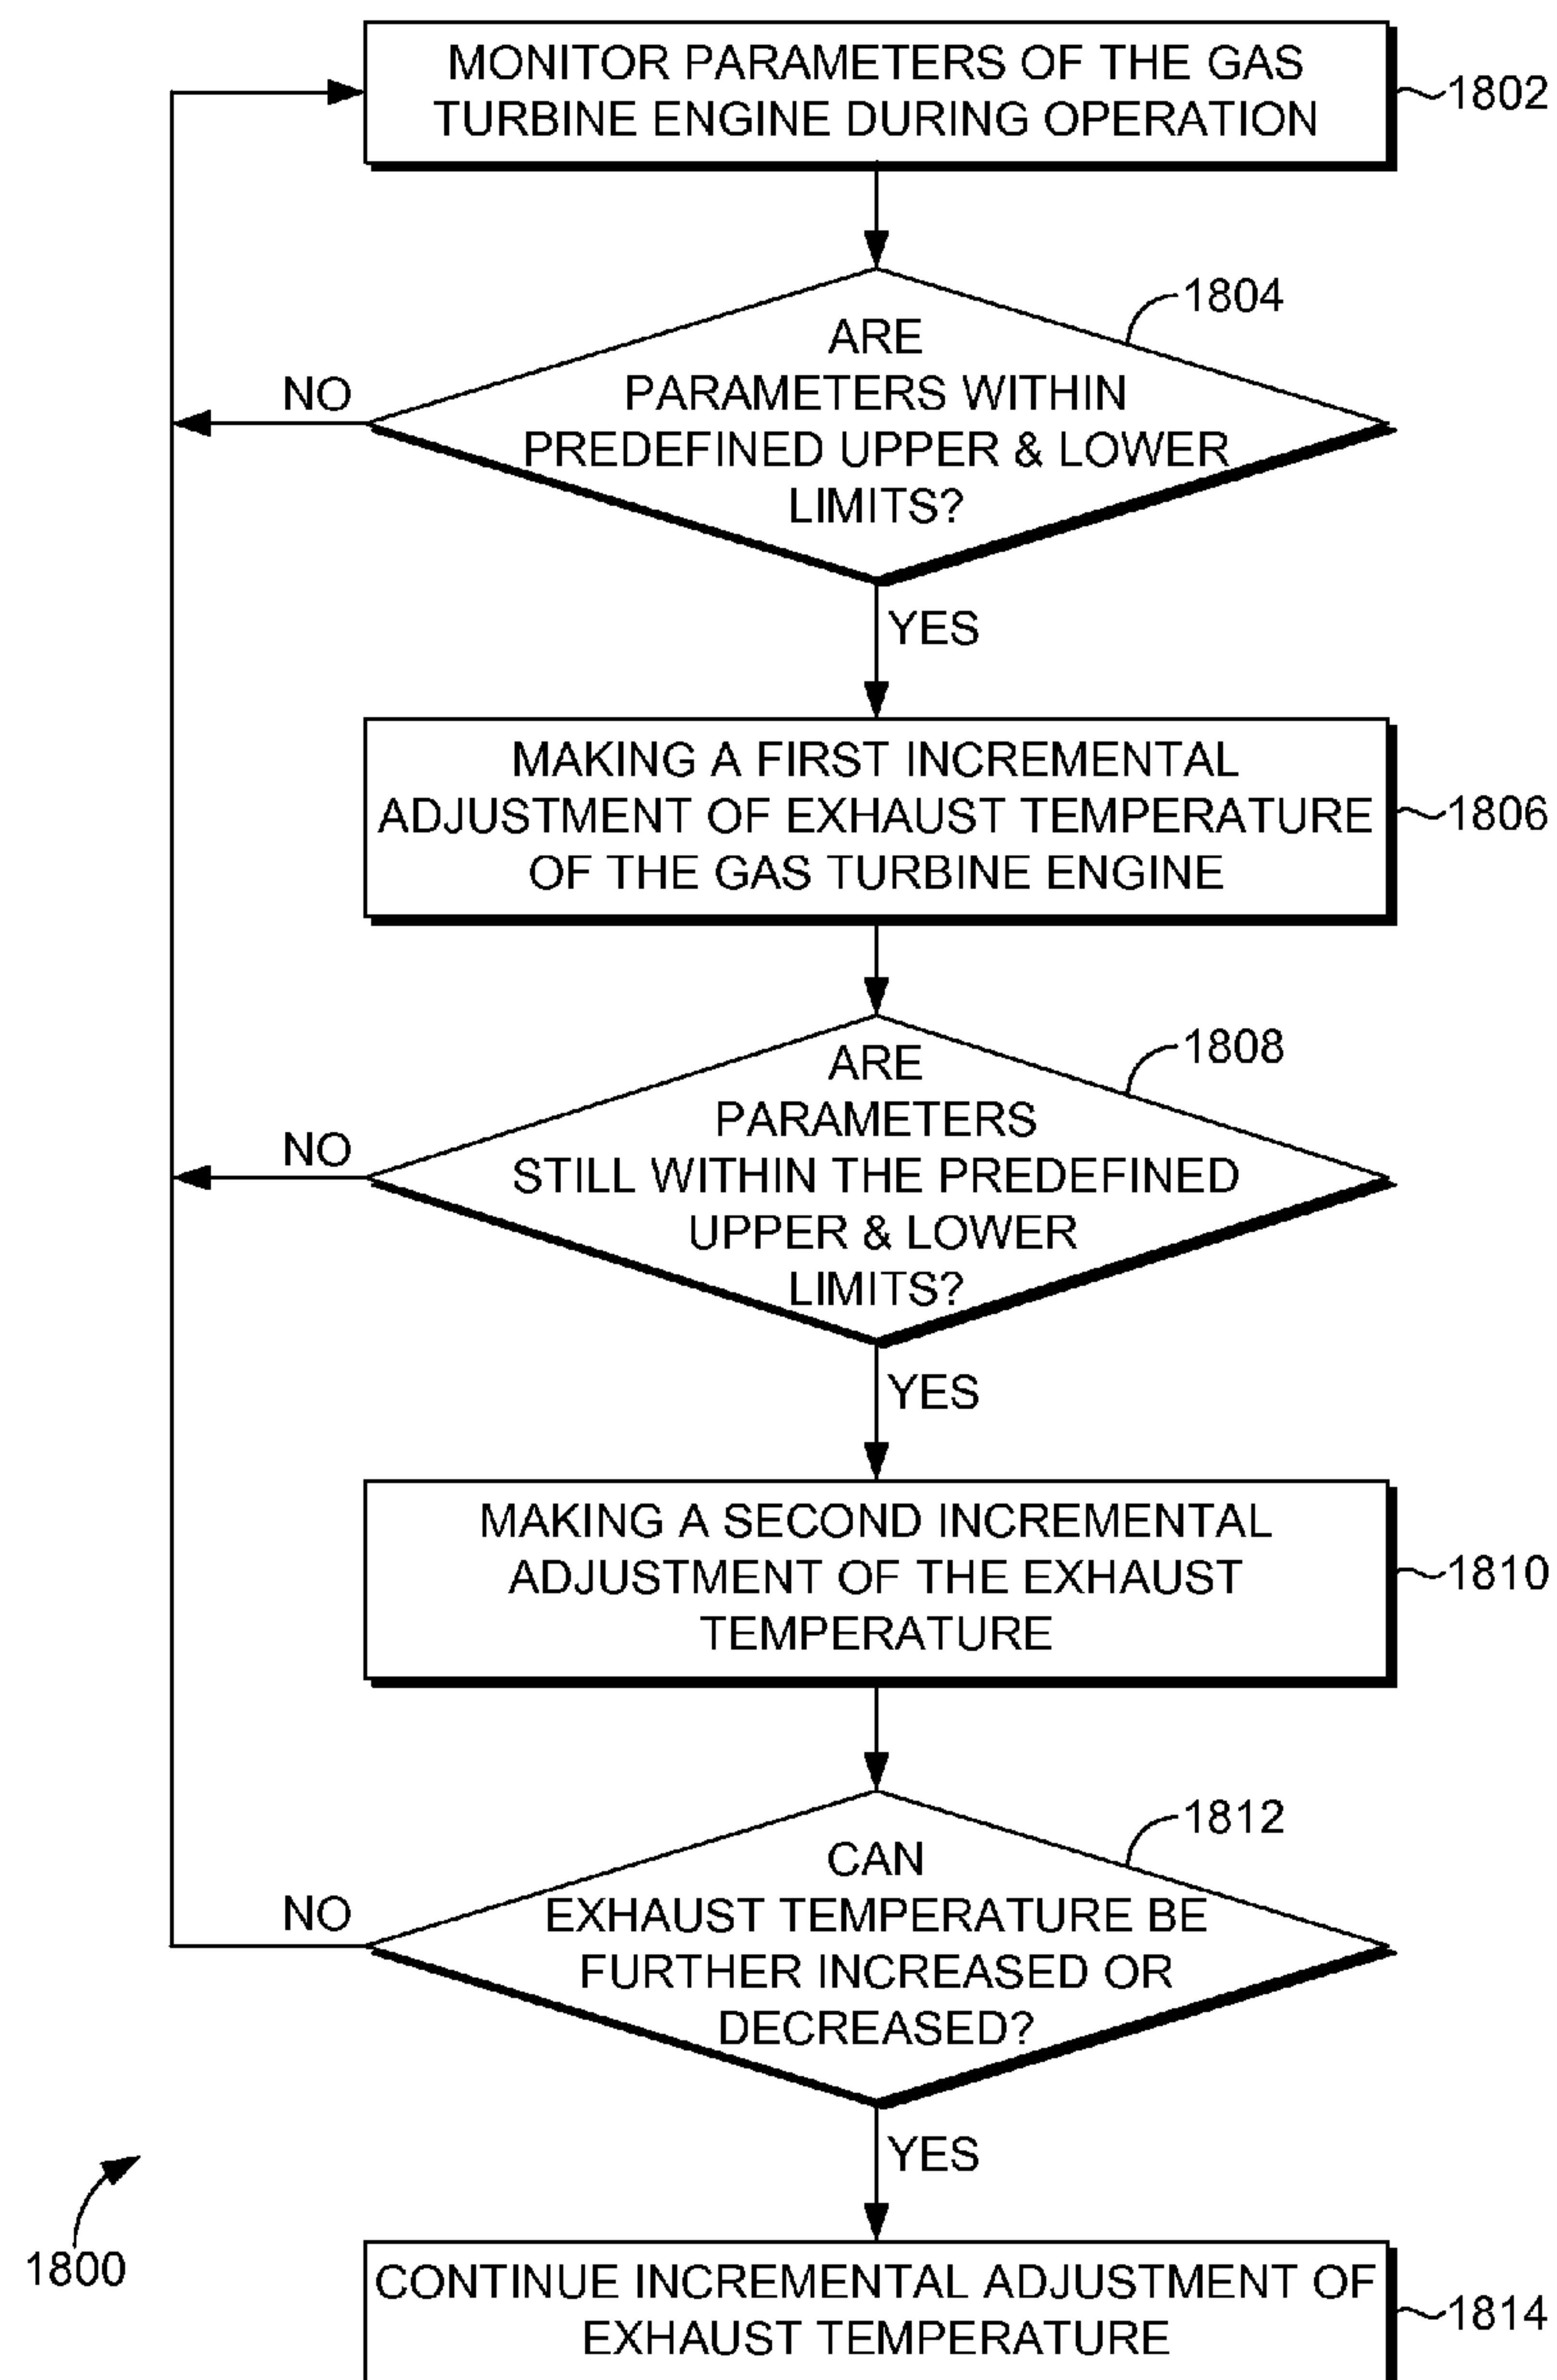 MONITOR PARAMETERS OF THE GAS
TURBINE ENGINE DURING OPERATION
1802
1804
ARE
PARAMETERS WITHIN
PREDEFINED UPPER & LOWER
LIMITS?
NO
YES
MAKING A FIRST INCREMENTAL
ADJUSTMENT OF EXHAUST TEMPERATURE
OF THE GAS TURBINE ENGINE
1806
1808
ARE
PARAMETERS
STILL WITHIN THE PREDEFINED
UPPER & LOWER
LIMITS?
NO
YES
MAKING A SECOND INCREMENTAL
ADJUSTMENT OF THE EXHAUST
TEMPERATURE
1810
1812
CAN
EXHAUST TEMPERATURE BE
FURTHER INCREASED OR
DECREASED?
NO
YES
1800
CONTINUE INCREMENTAL ADJUSTMENT OF
EXHAUST TEMPERATURE
1814